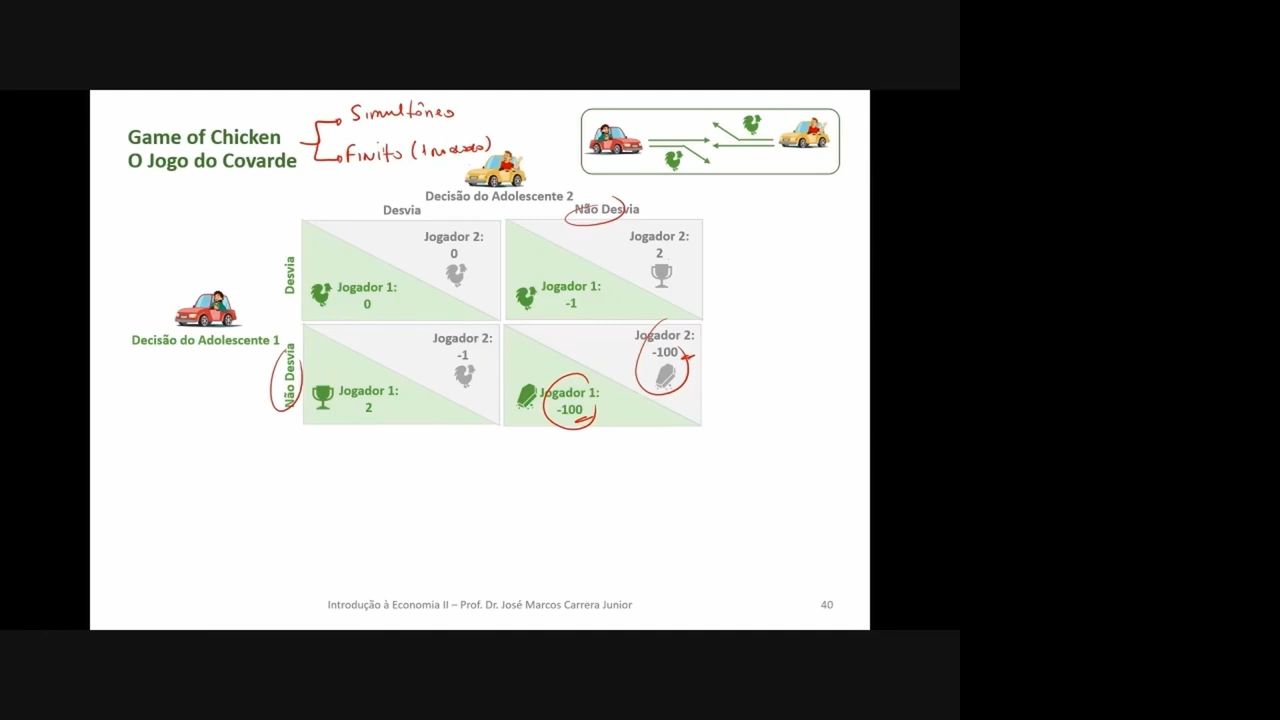 Game of Chicken
O Jogo do Covarde
Simultâneo
Finito (1 rodada)
Decisão do Adolescente 2
Desvia
Não Desvia
Decisão do Adolescente 1
Desvia
Jogador 2:
0
Jogador 1:
0
Jogador 2:
2
Jogador 1:
-1
Não Desvia
Jogador 2:
-1
Jogador 1:
2
Jogador 2:
-100
Jogador 1:
-100
Introdução à Economia II – Prof. Dr. José Marcos Carrera Junior
40